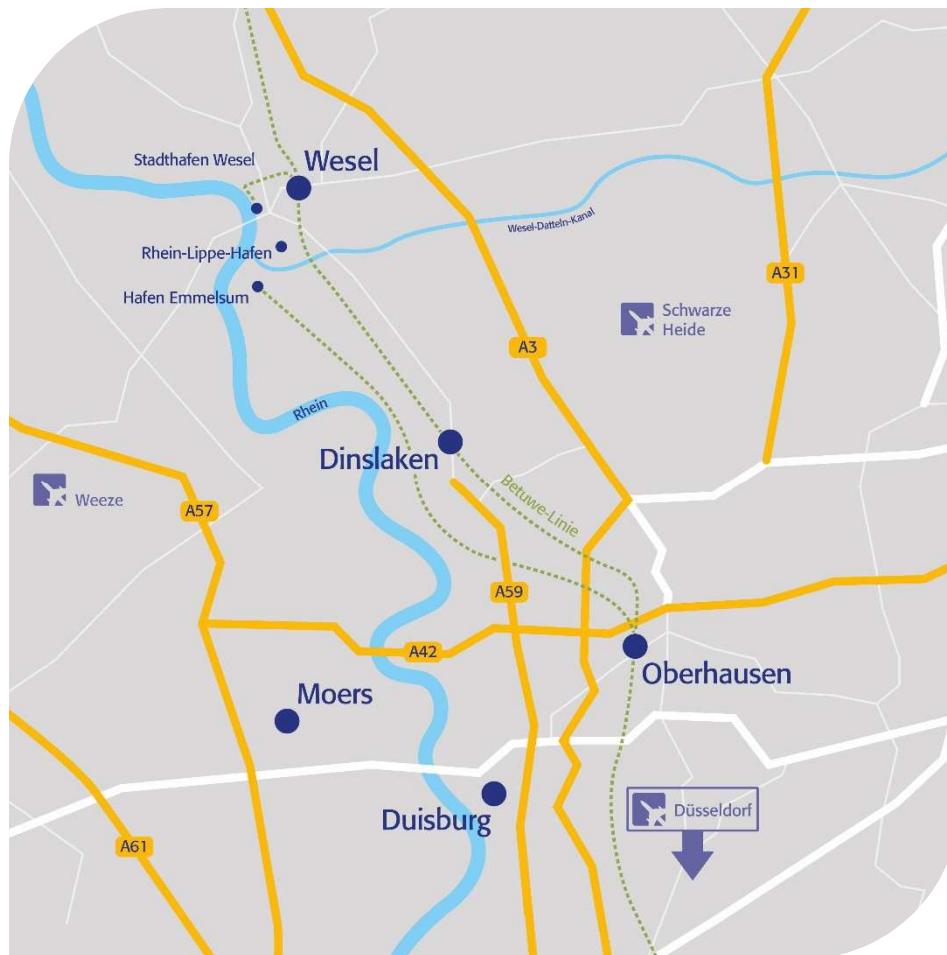 Stadthafen Wesel
Wesel
Wesel-Datteln-Kanal
Rhein-Lippe-Hafen
A31
Hafen Emmelsum
Schwarze
Heide
A3
Rhein
Dinslaken
Betuwe-Linie
Weeze
A57
A59
A42
Oberhausen
Moers
Düsseldorf
Duisburg
A61